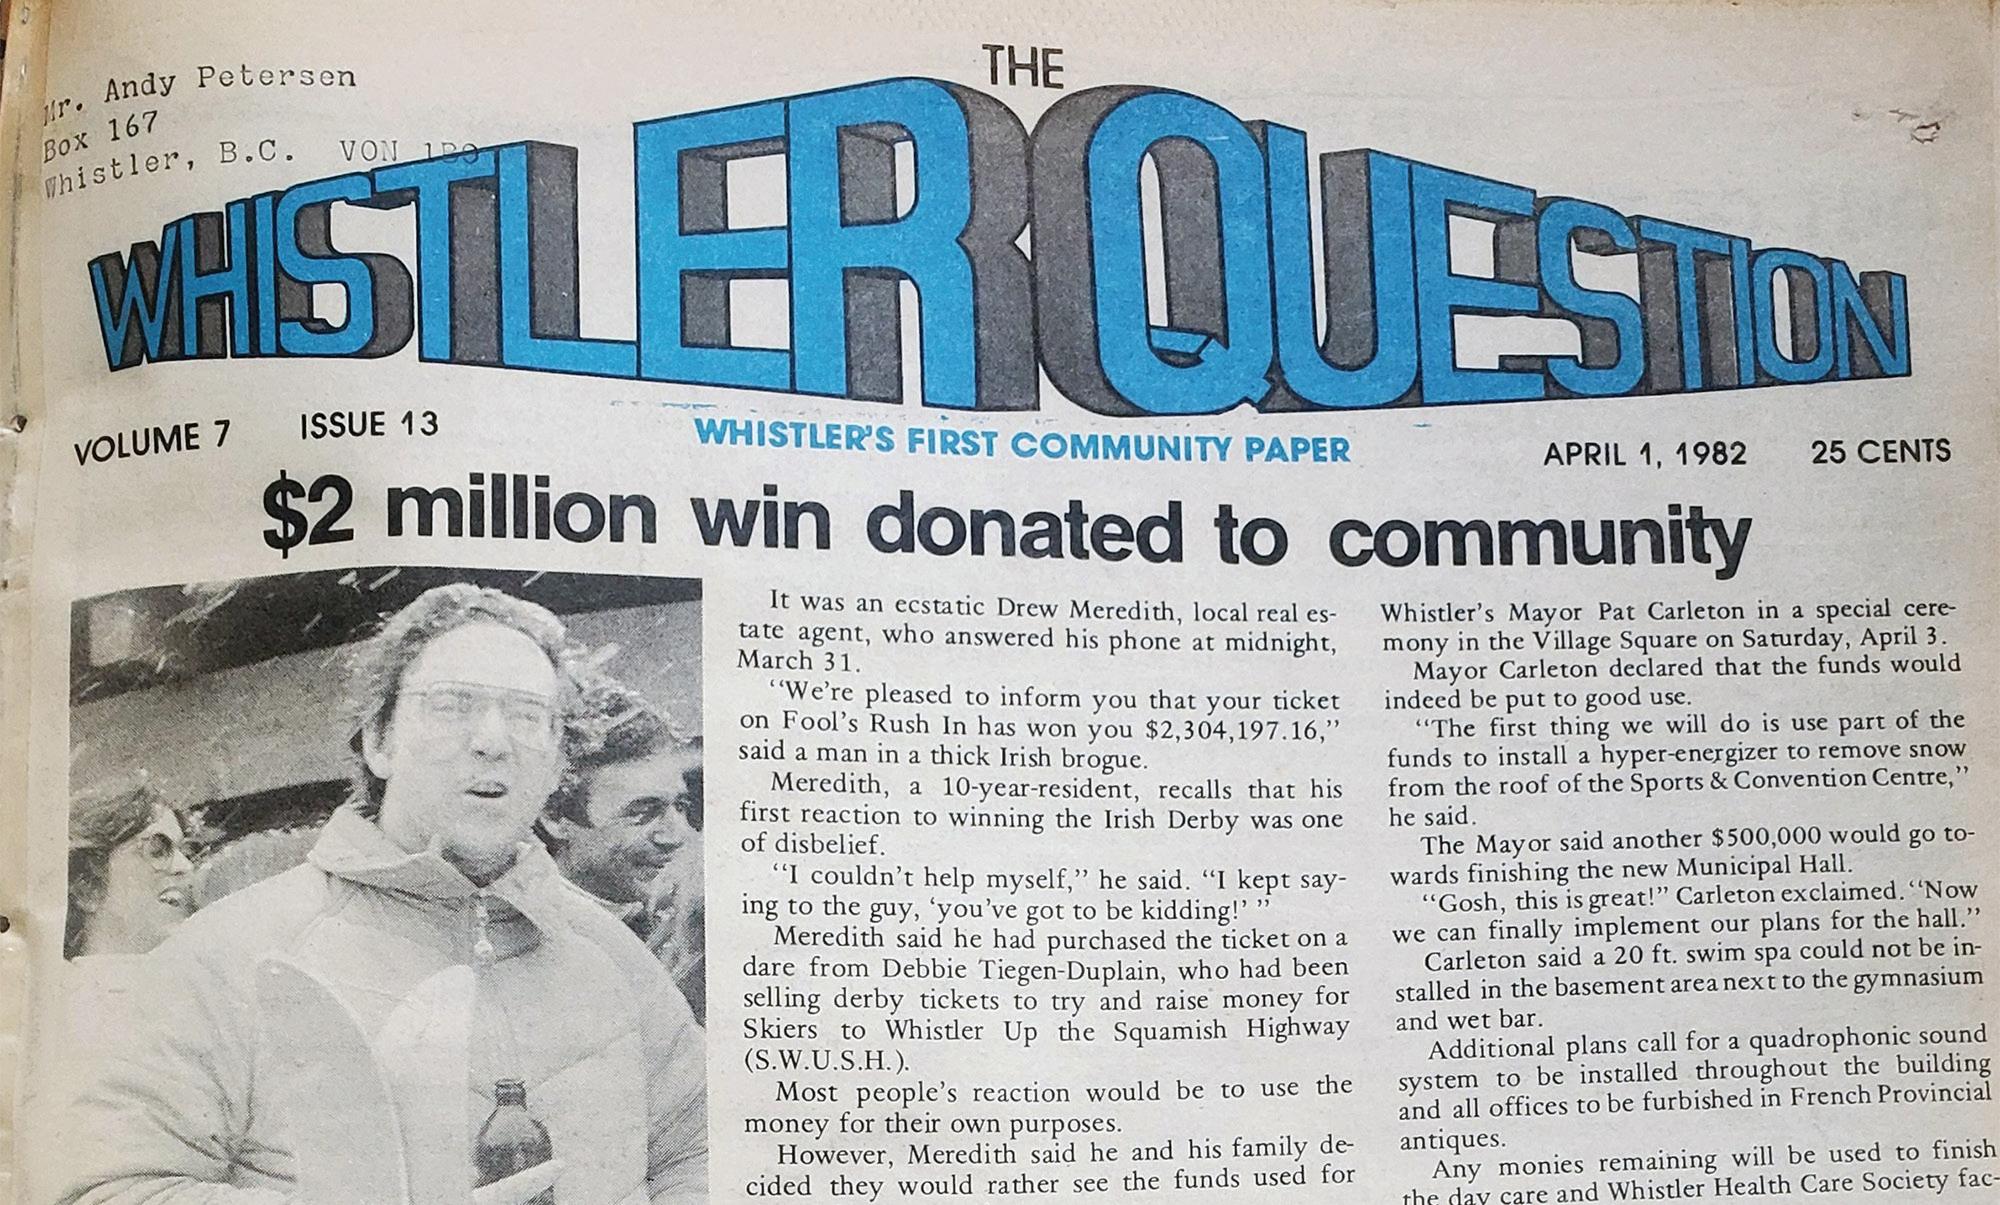 Mr. Andy Petersen
Box 167
Whistler, B.C. VON 1B0
THE
WHISTLER QUESTION
VOLUME 7 ISSUE 13
WHISTLER'S FIRST COMMUNITY PAPER
APRIL 1, 1982 25 CENTS
$2 million win donated to community
It was an ecstatic Drew Meredith, local real es-
tate agent, who answered his phone at midnight,
March 31.
"We're pleased to inform you that your ticket
on Fool's Rush In has won you $2,304,197.16,"
said a man in a thick Irish brogue.
Meredith, a 10-year-resident, recalls that his
first reaction to winning the Irish Derby was one
of disbelief.
"I couldn't help myself," he said. "I kept say-
ing to the guy, 'you've got to be kidding!' "
Meredith said he had purchased the ticket on a
dare from Debbie Tiegen-Duplain, who had been
selling derby tickets to try and raise money for
Skiers to Whistler Up the Squamish Highway
(S.W.U.S.H.).
Most people's reaction would be to use the
money for their own purposes.
However, Meredith said he and his family de-
cided they would rather see the funds used for
Whistler's Mayor Pat Carleton in a special cere-
mony in the Village Square on Saturday, April 3.
Mayor Carleton declared that the funds would
indeed be put to good use.
"The first thing we will do is use part of the
funds to install a hyper-energizer to remove snow
from the roof of the Sports & Convention Centre,"
he said.
The Mayor said another $500,000 would go to-
wards finishing the new Municipal Hall.
"Gosh, this is great!" Carleton exclaimed. "Now
we can finally implement our plans for the hall."
Carleton said a 20 ft. swim spa could not be in-
stalled in the basement area next to the gymnasium
and wet bar.
Additional plans call for a quadrophonic sound
system to be installed throughout the building
and all offices to be furbished in French Provincial
antiques.
Any monies remaining will be used to finish
the day care and Whistler Health Care Society fac-